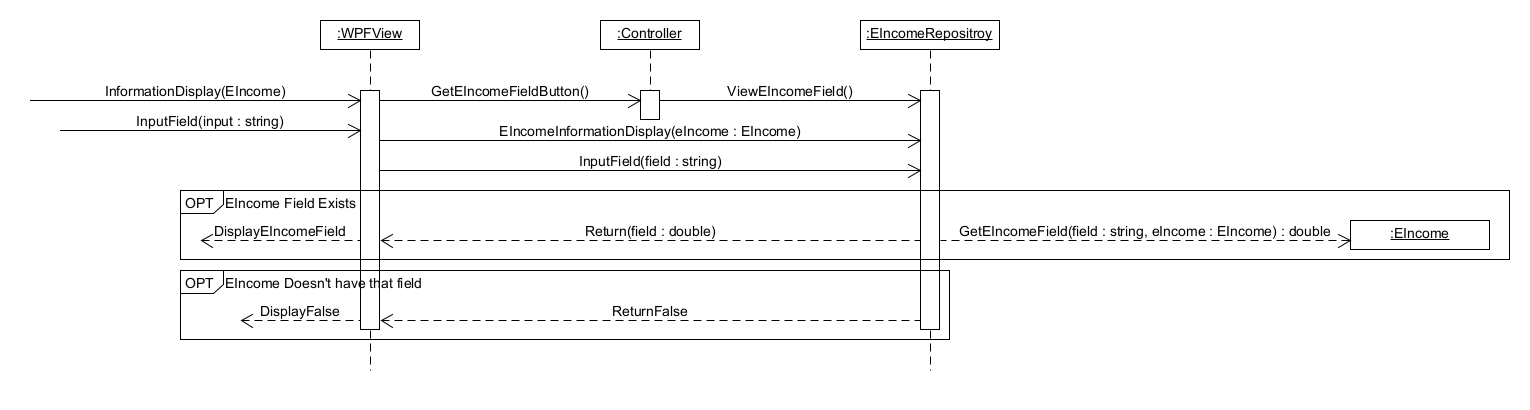 :WPFView
:Controller
:EIncomeRepositroy
InformationDisplay(EIncome)
GetEIncomeFieldButton()
ViewEIncomeField()
InputField(input : string)
EIncomeInformationDisplay(eIncome : EIncome)
InputField(field : string)
OPT
EIncome Field Exists
DisplayEIncomeField
Return(field : double)
GetEIncomeField(field : string, eIncome : EIncome) : double
:EIncome
OPT
EIncome Doesn't have that field
DisplayFalse
ReturnFalse